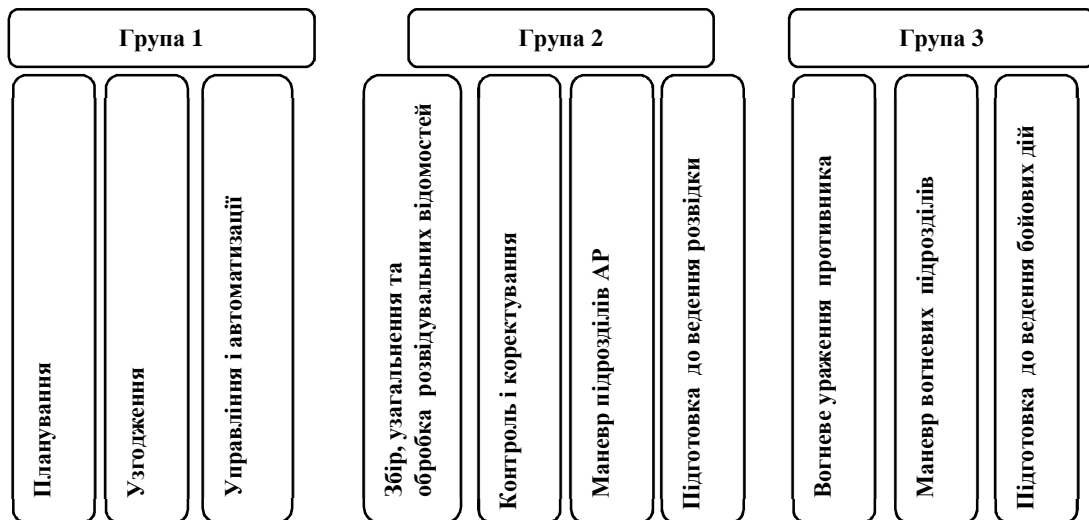 Група 1
Планування
Узгодження
Управління і автоматизації
Група 2
Збір, узагальнення та
обробка розвідувальних відомостей
Контроль і коректування
Маневр підрозділів АР
Підготовка до ведення розвідки
Група 3
Вогневе ураження противника
Маневр вогневих підрозділів
Підготовка до ведення бойових дій